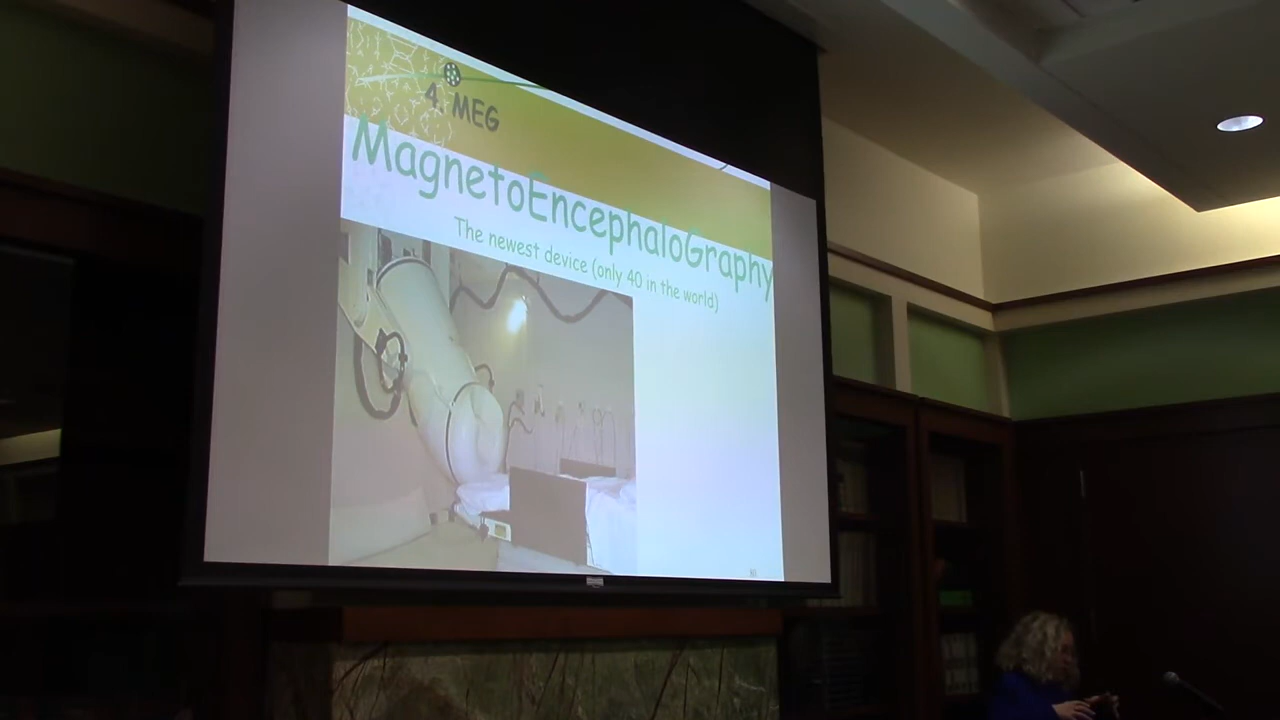 4. MEG
MagnetoEncephaloGraphy
The newest device (only 40 in the world)